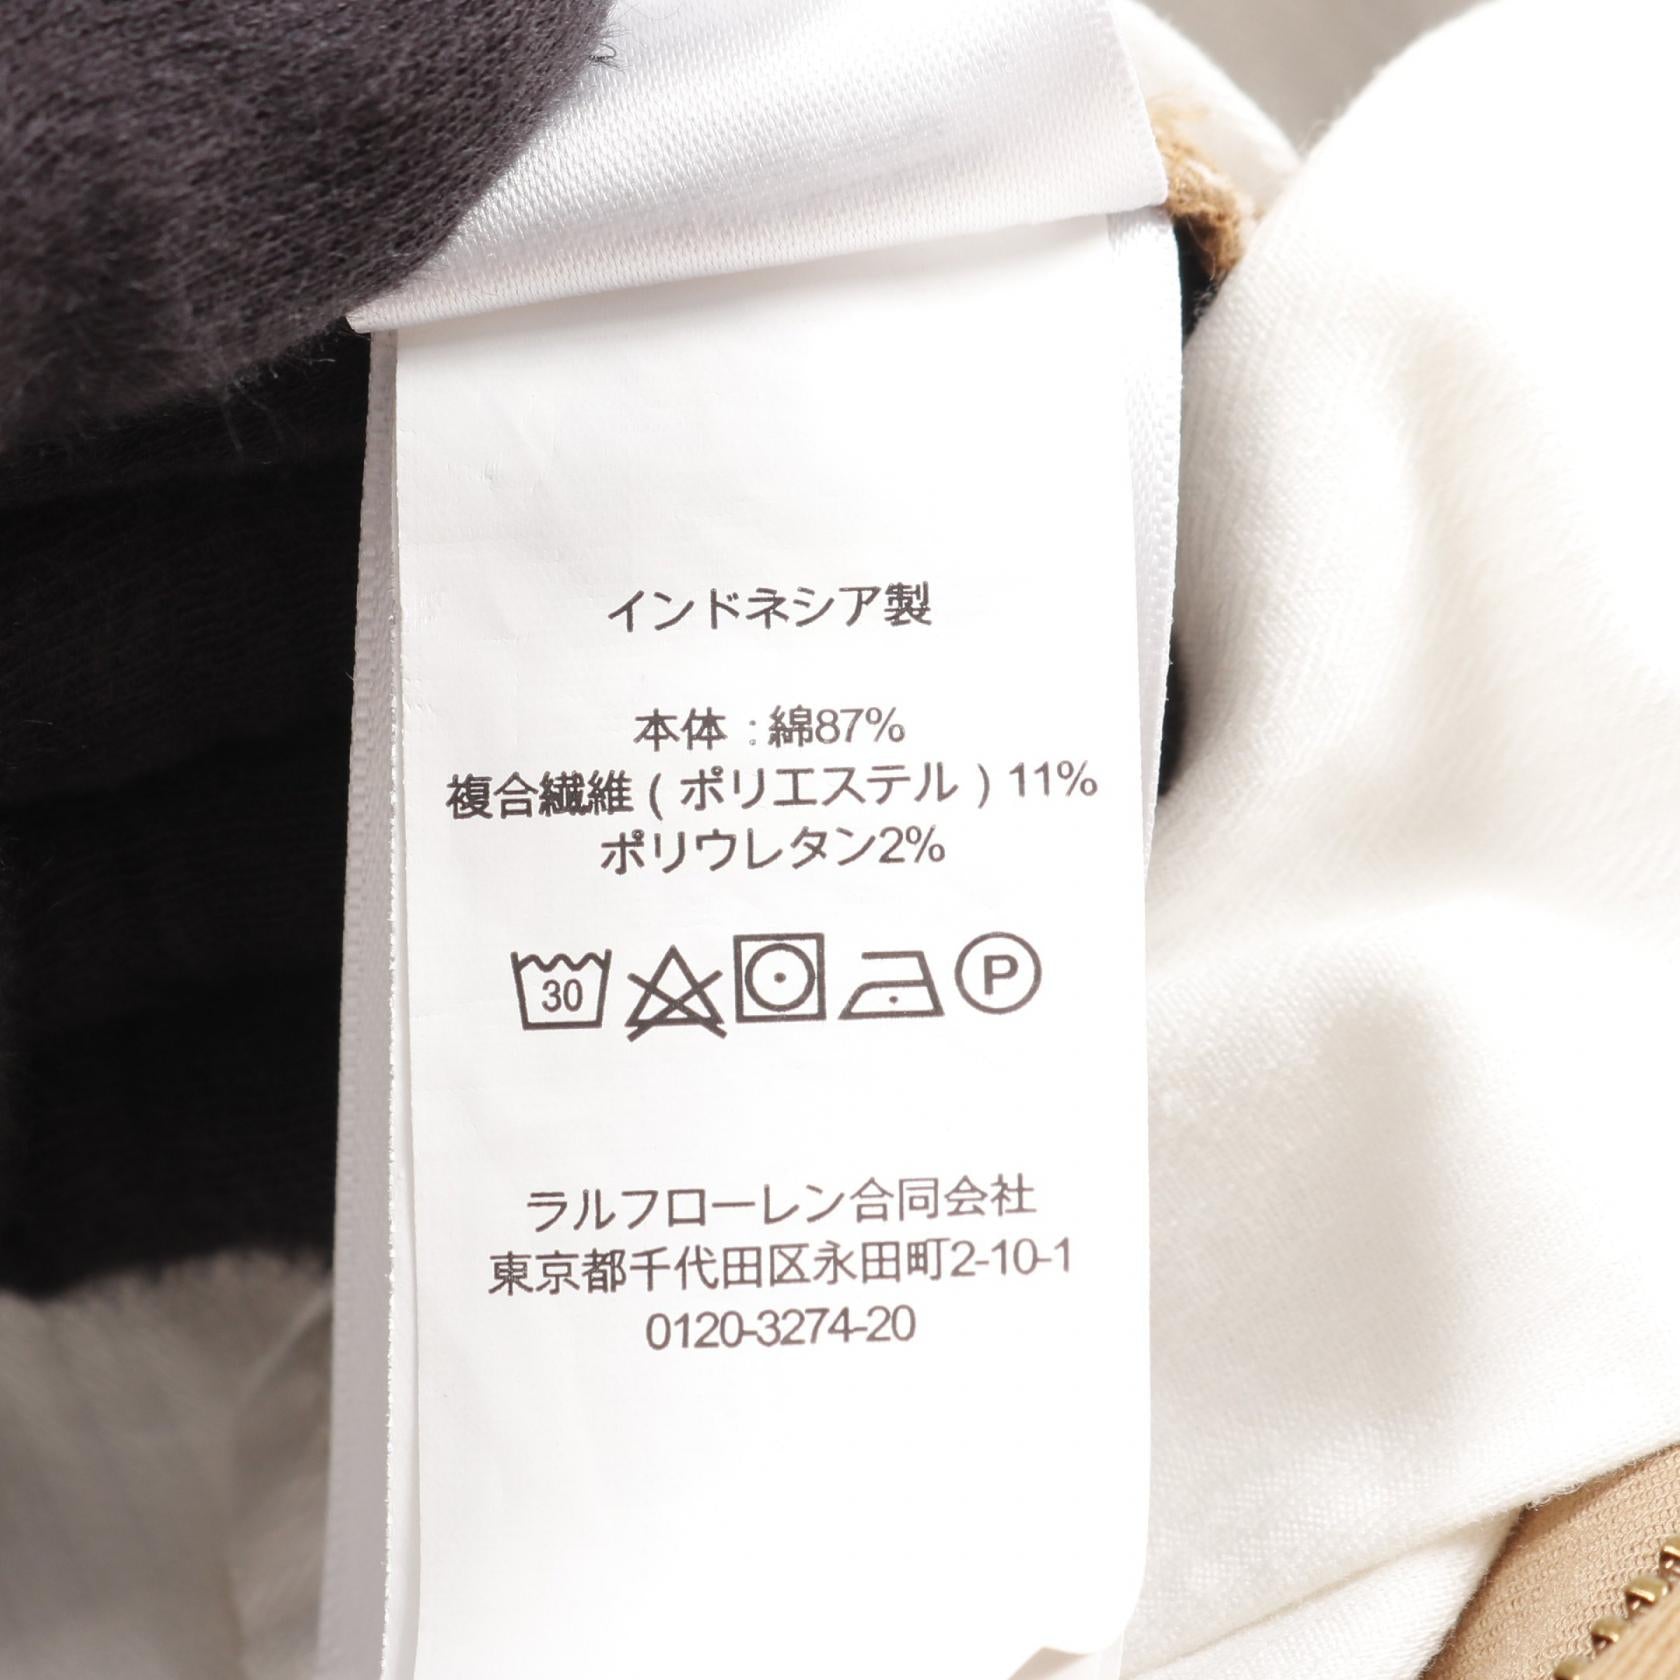 インドネシア製
本体：綿87%
複合繊維（ポリエステル）11%
ポリウレタン2%
30 P
ラルフローレン合同会社
東京都千代田区永田町2-10-1
0120-3274-20